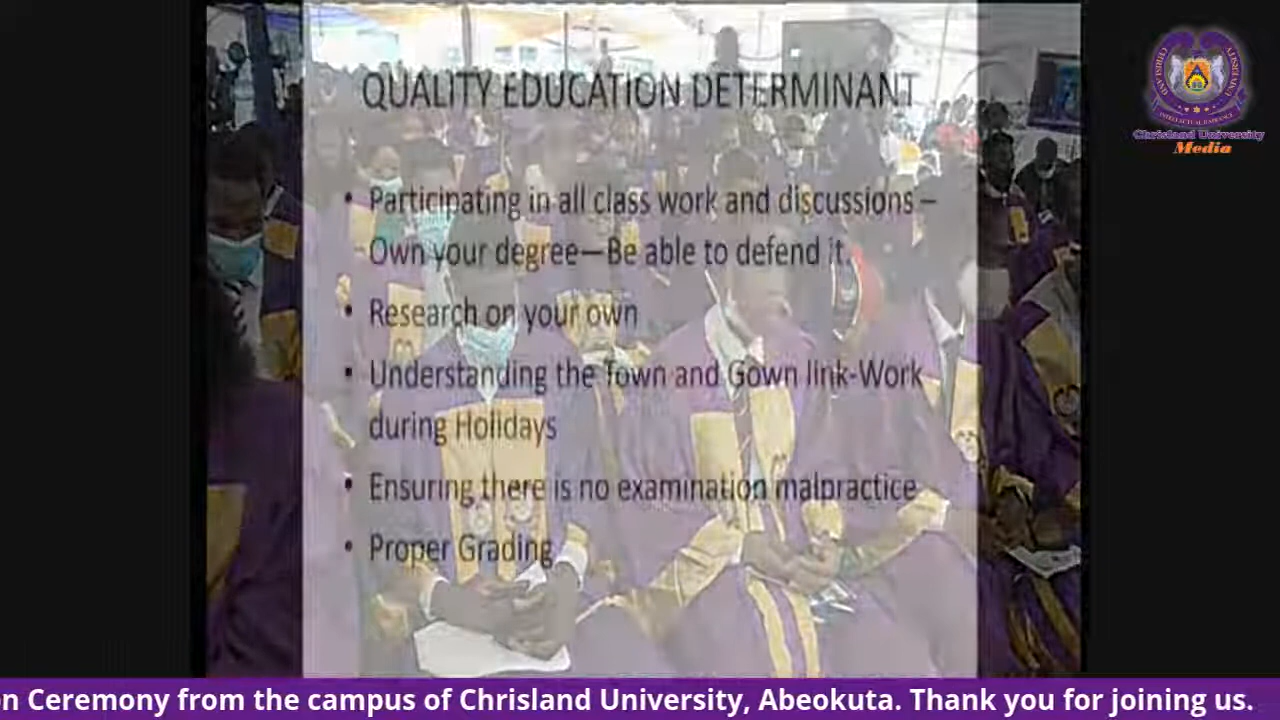 QUALITY EDUCATION DETERMINANT
• Participating in all class work and discussions –
Own your degree—Be able to defend it.
• Research on your own
• Understanding the Town and Gown link-Work
during Holidays
• Ensuring there is no examination malpractice
• Proper Grading
CHRISLAND UNIVERSITY
Chrisland University
Media
Ceremony from the campus of Chrisland University, Abeokuta. Thank you for joining us.